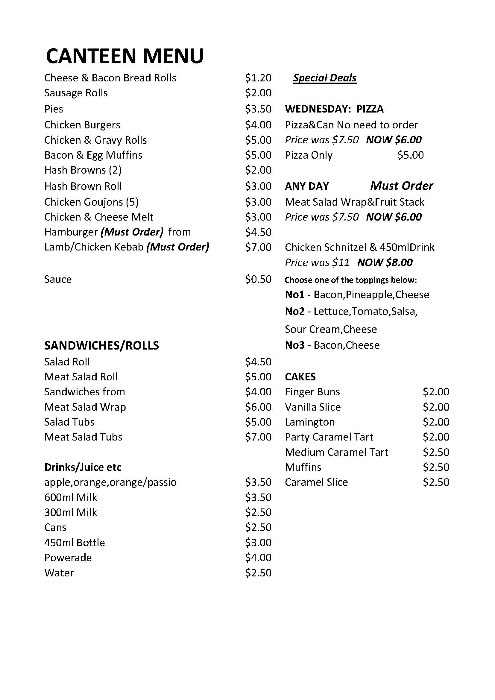 CANTEEN MENU
Cheese & Bacon Bread Rolls $1.20
Sausage Rolls $2.00
Pies $3.50
Chicken Burgers $4.00
Chicken & Gravy Rolls $5.00
Bacon & Egg Muffins $5.00
Hash Browns (2) $2.00
Hash Brown Roll $3.00
Chicken Goujons (5) $3.00
Chicken & Cheese Melt $3.00
Hamburger (Must Order) from $4.50
Lamb/Chicken Kebab (Must Order) $7.00
Sauce $0.50
SANDWICHES/ROLLS
Salad Roll $4.50
Meat Salad Roll $5.00
Sandwiches from $4.00
Meat Salad Wrap $6.00
Salad Tubs $5.00
Meat Salad Tubs $7.00
Drinks/Juice etc
apple,orange,orange/passio $3.50
600ml Milk $3.50
300ml Milk $2.50
Cans $2.50
450ml Bottle $3.00
Powerade $4.00
Water $2.50
Special Deals
WEDNESDAY: PIZZA
Pizza&Can No need to order
Price was $7.50 NOW $6.00
Pizza Only $5.00
ANY DAY Must Order
Meat Salad Wrap&Fruit Stack
Price was $7.50 NOW $6.00
Chicken Schnitzel & 450mlDrink
Price was $11 NOW $8.00
Choose one of the toppings below:
No1 - Bacon,Pineapple,Cheese
No2 - Lettuce,Tomato,Salsa,
Sour Cream,Cheese
No3 - Bacon,Cheese
CAKES
Finger Buns $2.00
Vanilla Slice $2.00
Lamington $2.00
Party Caramel Tart $2.00
Medium Caramel Tart $2.50
Muffins $2.50
Caramel Slice $2.50